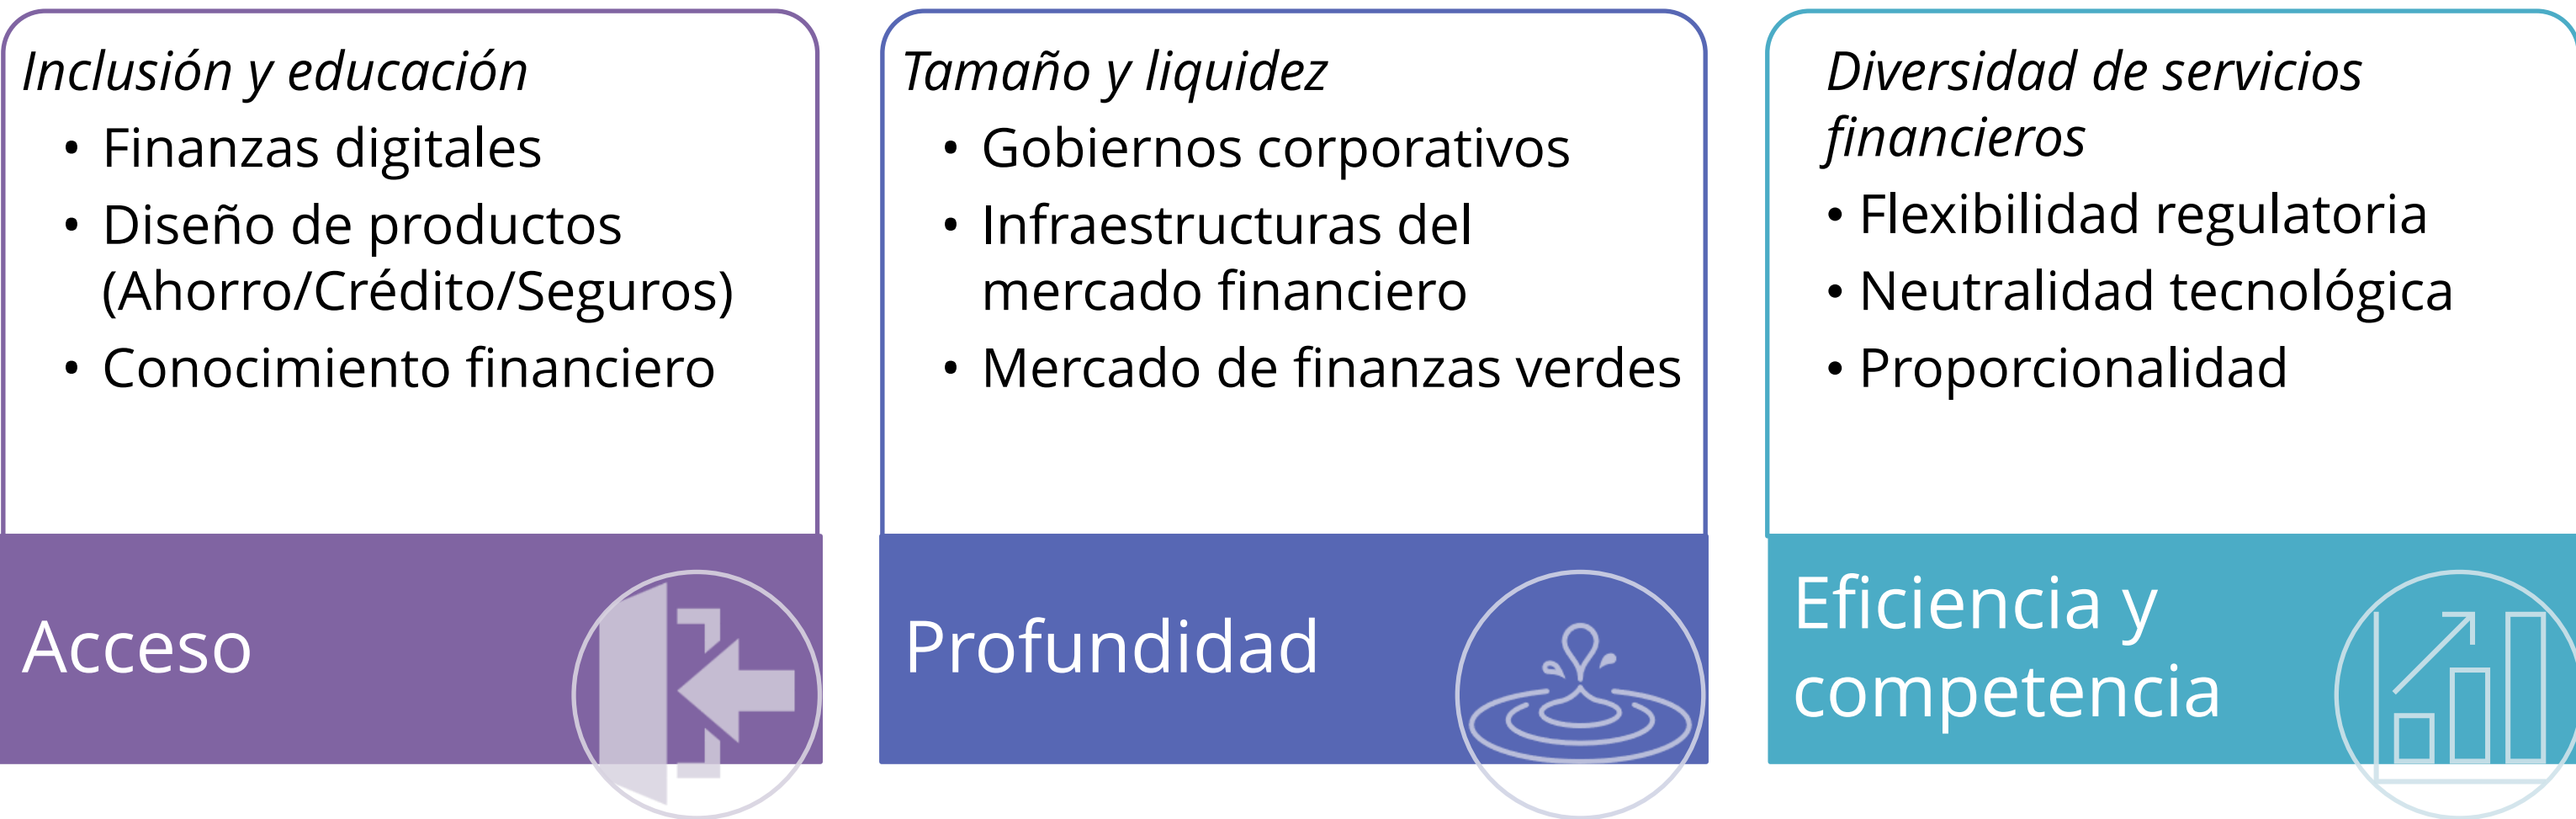 Inclusión y educación
• Finanzas digitales
• Diseño de productos
(Ahorro/Crédito/Seguros)
• Conocimiento financiero
Acceso
Tamaño y liquidez
• Gobiernos corporativos
• Infraestructuras del
mercado financiero
• Mercado de finanzas verdes
Profundidad
Diversidad de servicios
financieros
• Flexibilidad regulatoria
• Neutralidad tecnológica
• Proporcionalidad
Eficiencia y
competencia